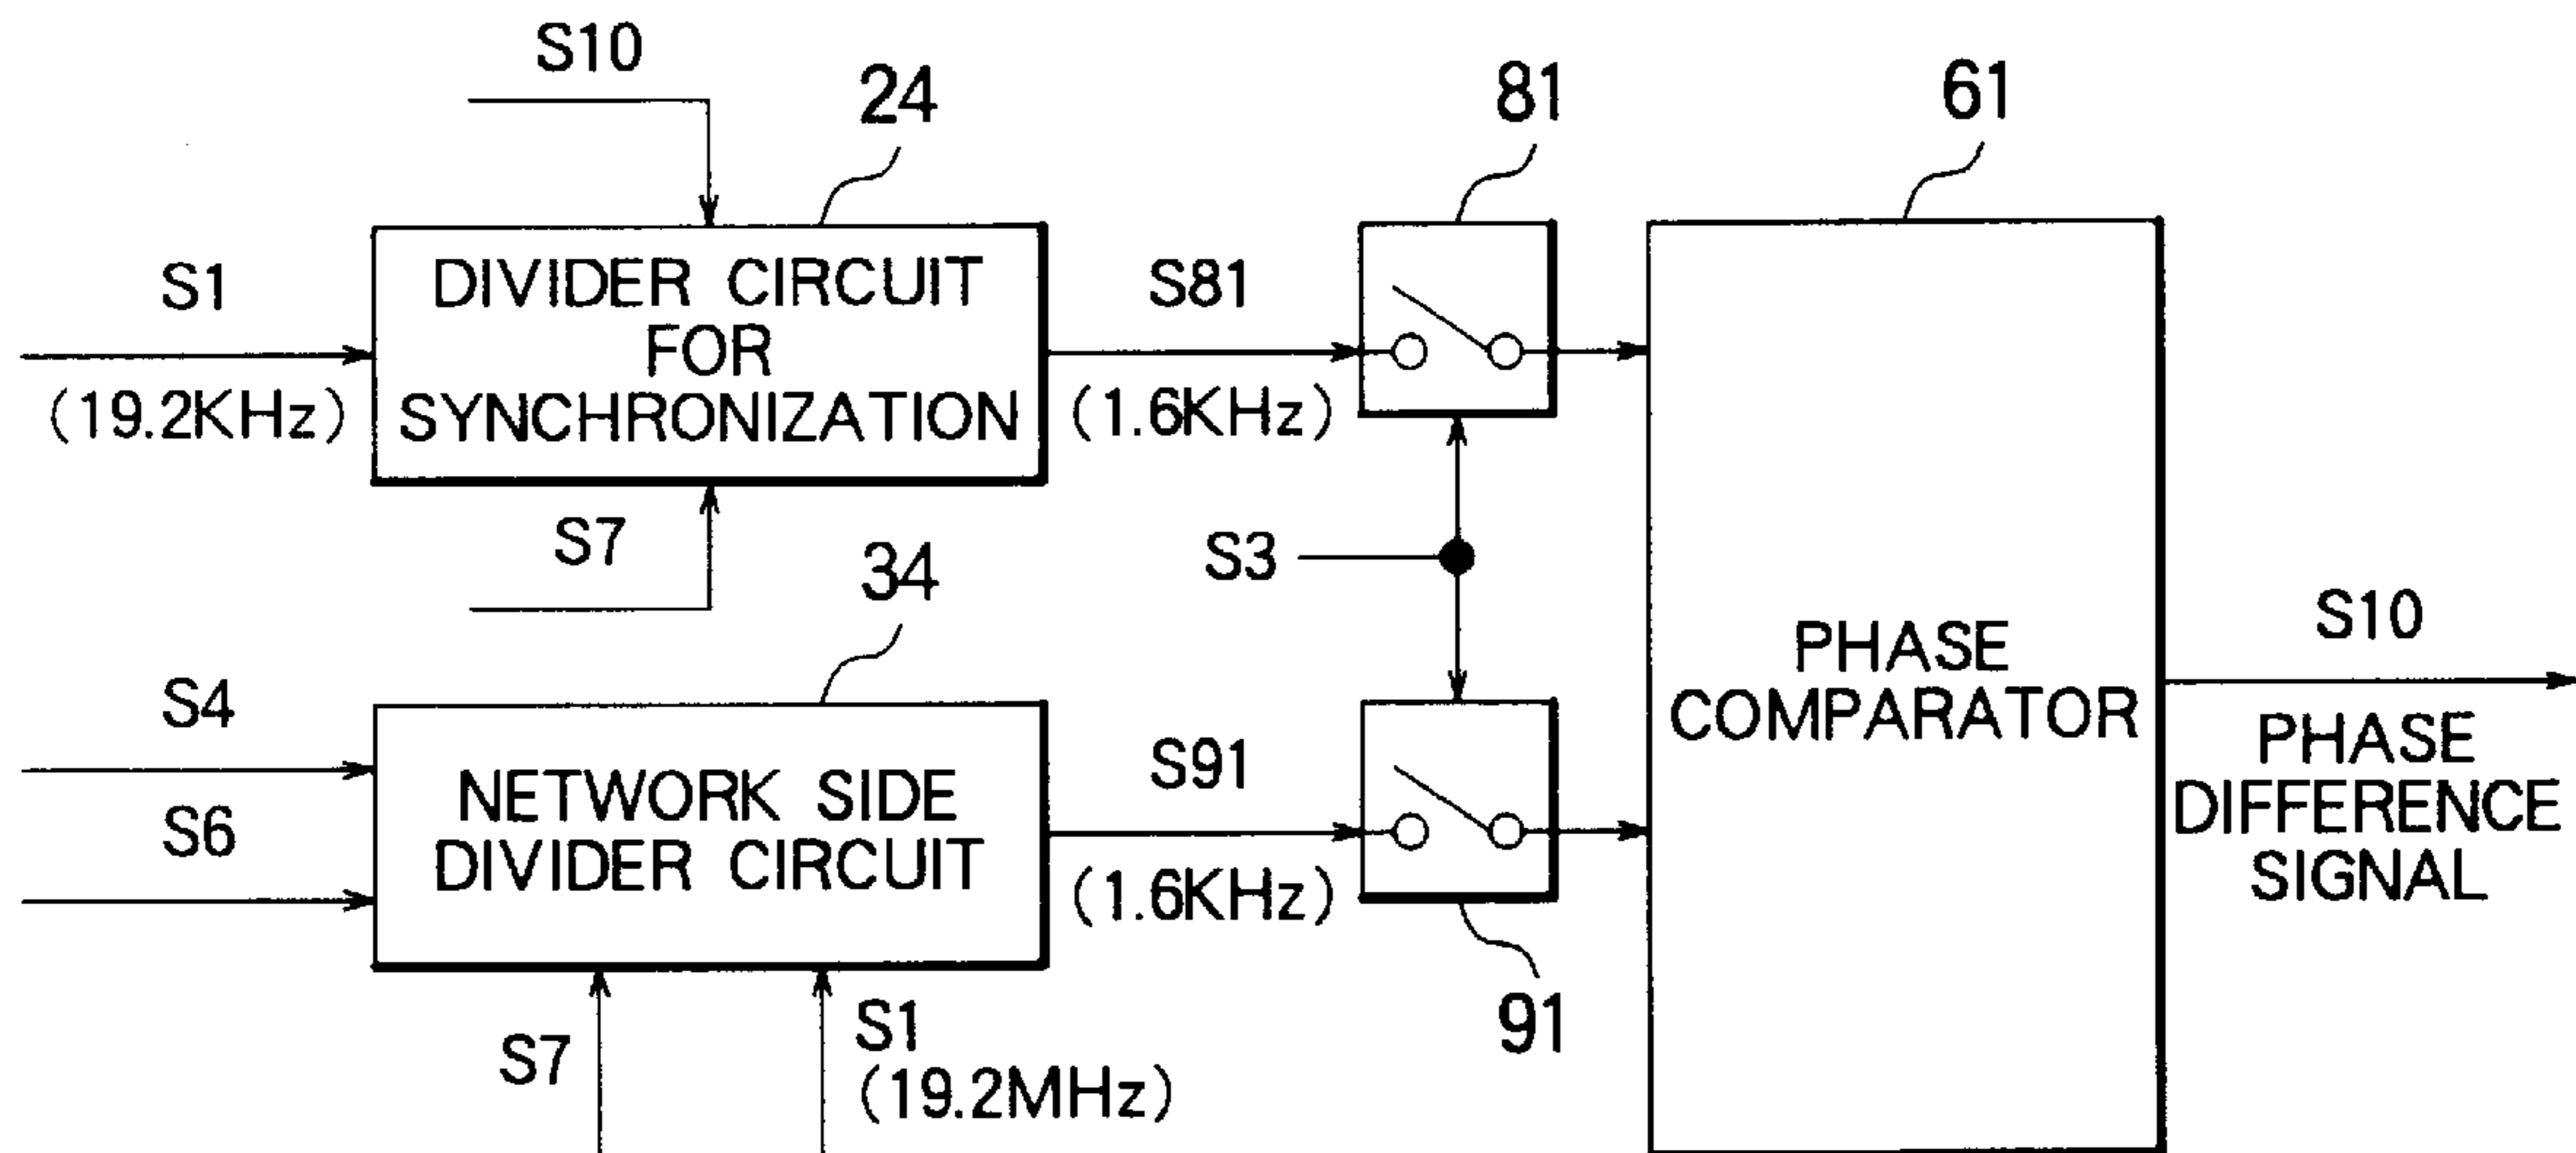 S10
24
81
61
S1
(19.2KHz)
DIVIDER CIRCUIT
FOR
SYNCHRONIZATION
S81
(1.6KHz)
S7
S3
34
S4
S6
NETWORK SIDE
DIVIDER CIRCUIT
S91
(1.6KHz)
91
S7
S1
(19.2MHz)
PHASE
COMPARATOR
S10
PHASE
DIFFERENCE
SIGNAL